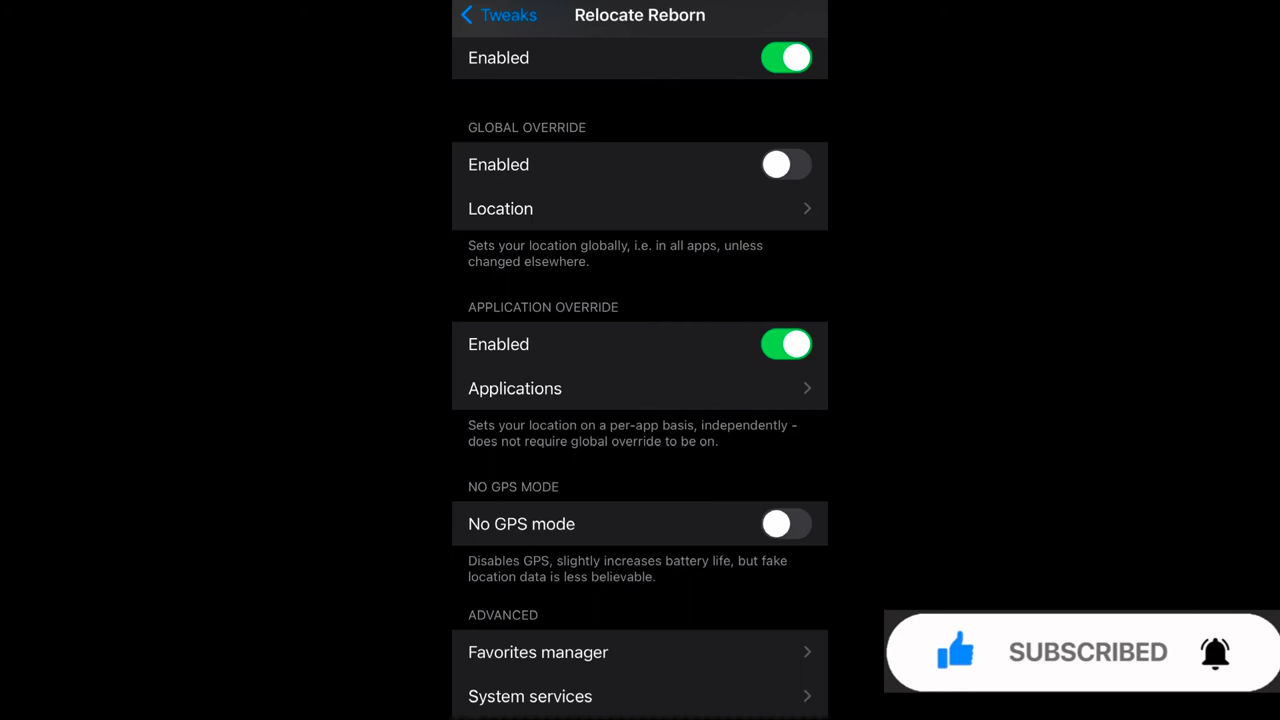 Tweaks
Relocate Reborn
Enabled
GLOBAL OVERRIDE
Enabled
Location
Sets your location globally, i.e. in all apps, unless
changed elsewhere.
APPLICATION OVERRIDE
Enabled
Applications
Sets your location on a per-app basis, independently -
does not require global override to be on.
NO GPS MODE
No GPS mode
Disables GPS, slightly increases battery life, but fake
location data is less believable.
ADVANCED
Favorites manager
System services
SUBSCRIBED